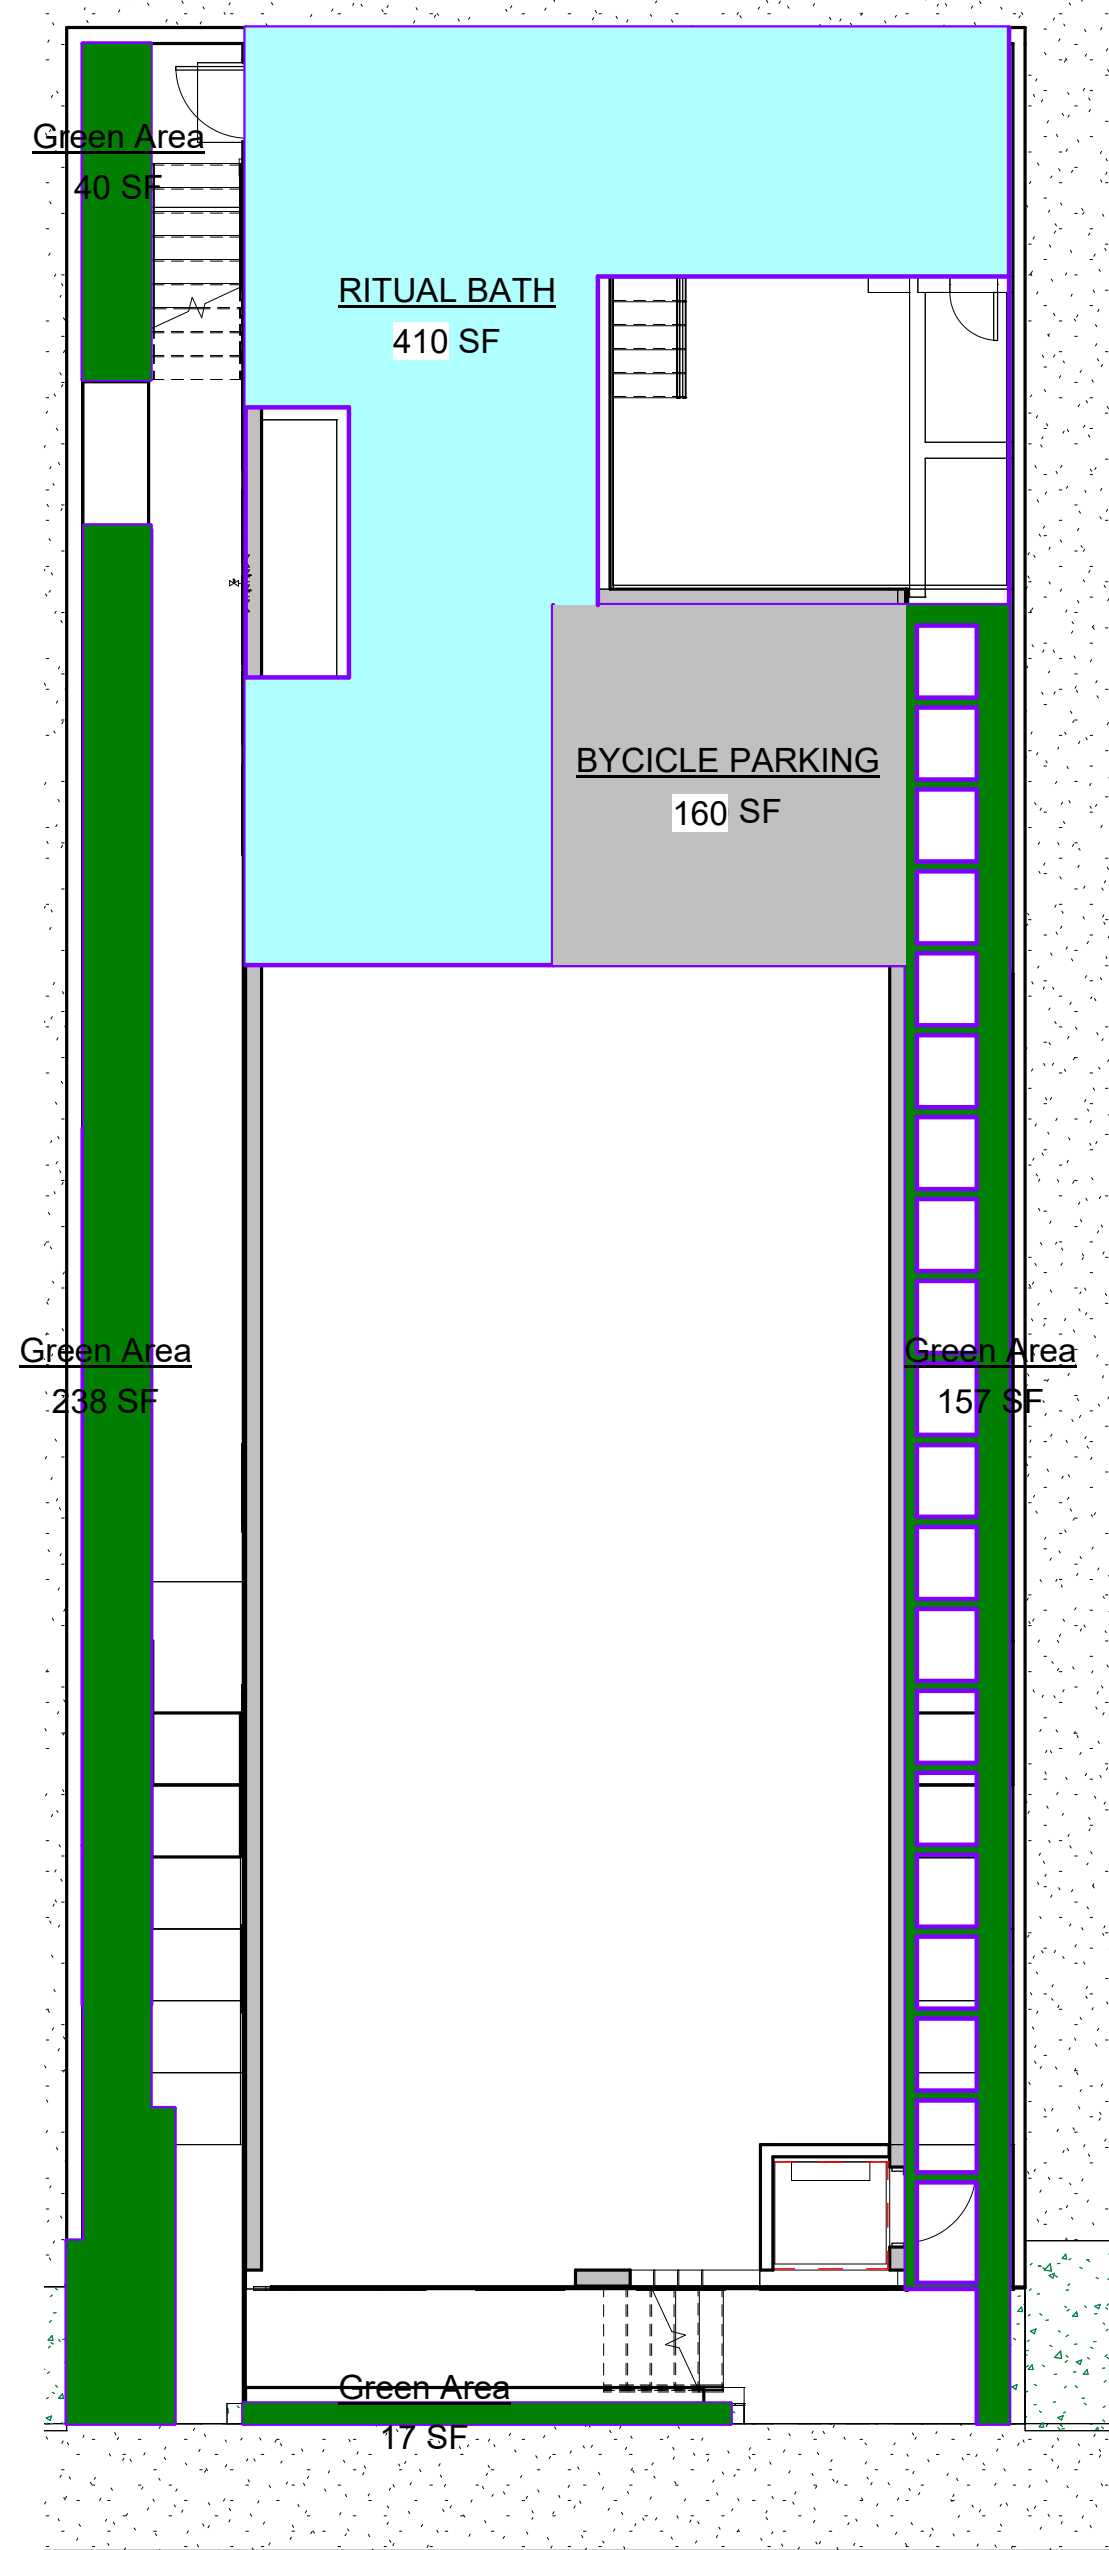 Green Area
40 SF
RITUAL BATH
410 SF
BYCICLE PARKING
160 SF
Green Area
238 SF
Green Area
157 SF
Green Area
17 SF